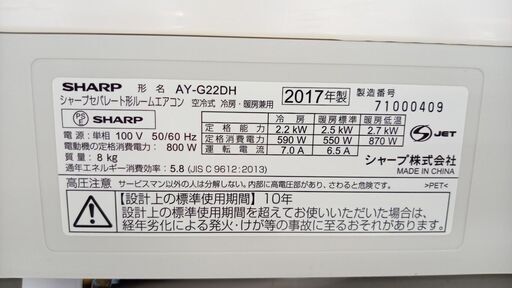 SHARP 形名 AY-G22DH 2017年製 製造番号
シャープセパレート形ルームエアコン 空冷式 冷房・暖房兼用 71000409
PSE SHARP 冷房 暖房標準 暖房低温
能力 2.2 kW 2.5 kW 2.7 kW
電源:単相 100 V 50/60 Hz 定格消費電力 590 W 550 W 870 W S JET
電動機の定格消費電力 800 W 運転電流 7.0 A 6.5 A
質量:8 kg シャープ株式会社
通年エネルギー消費効率: 5.8 (JIS C 9612:2013) MADE IN CHINA
高圧注意 サービスマン以外の人は分解しないで。内部に高電圧部があり、さわると危険です。 >PET<
【設計上の標準使用期間】10年
設計上の標準使用期間を超えてお使いいただいた場合は、
経年劣化による発火・けが等の事故に至るおそれがあります。